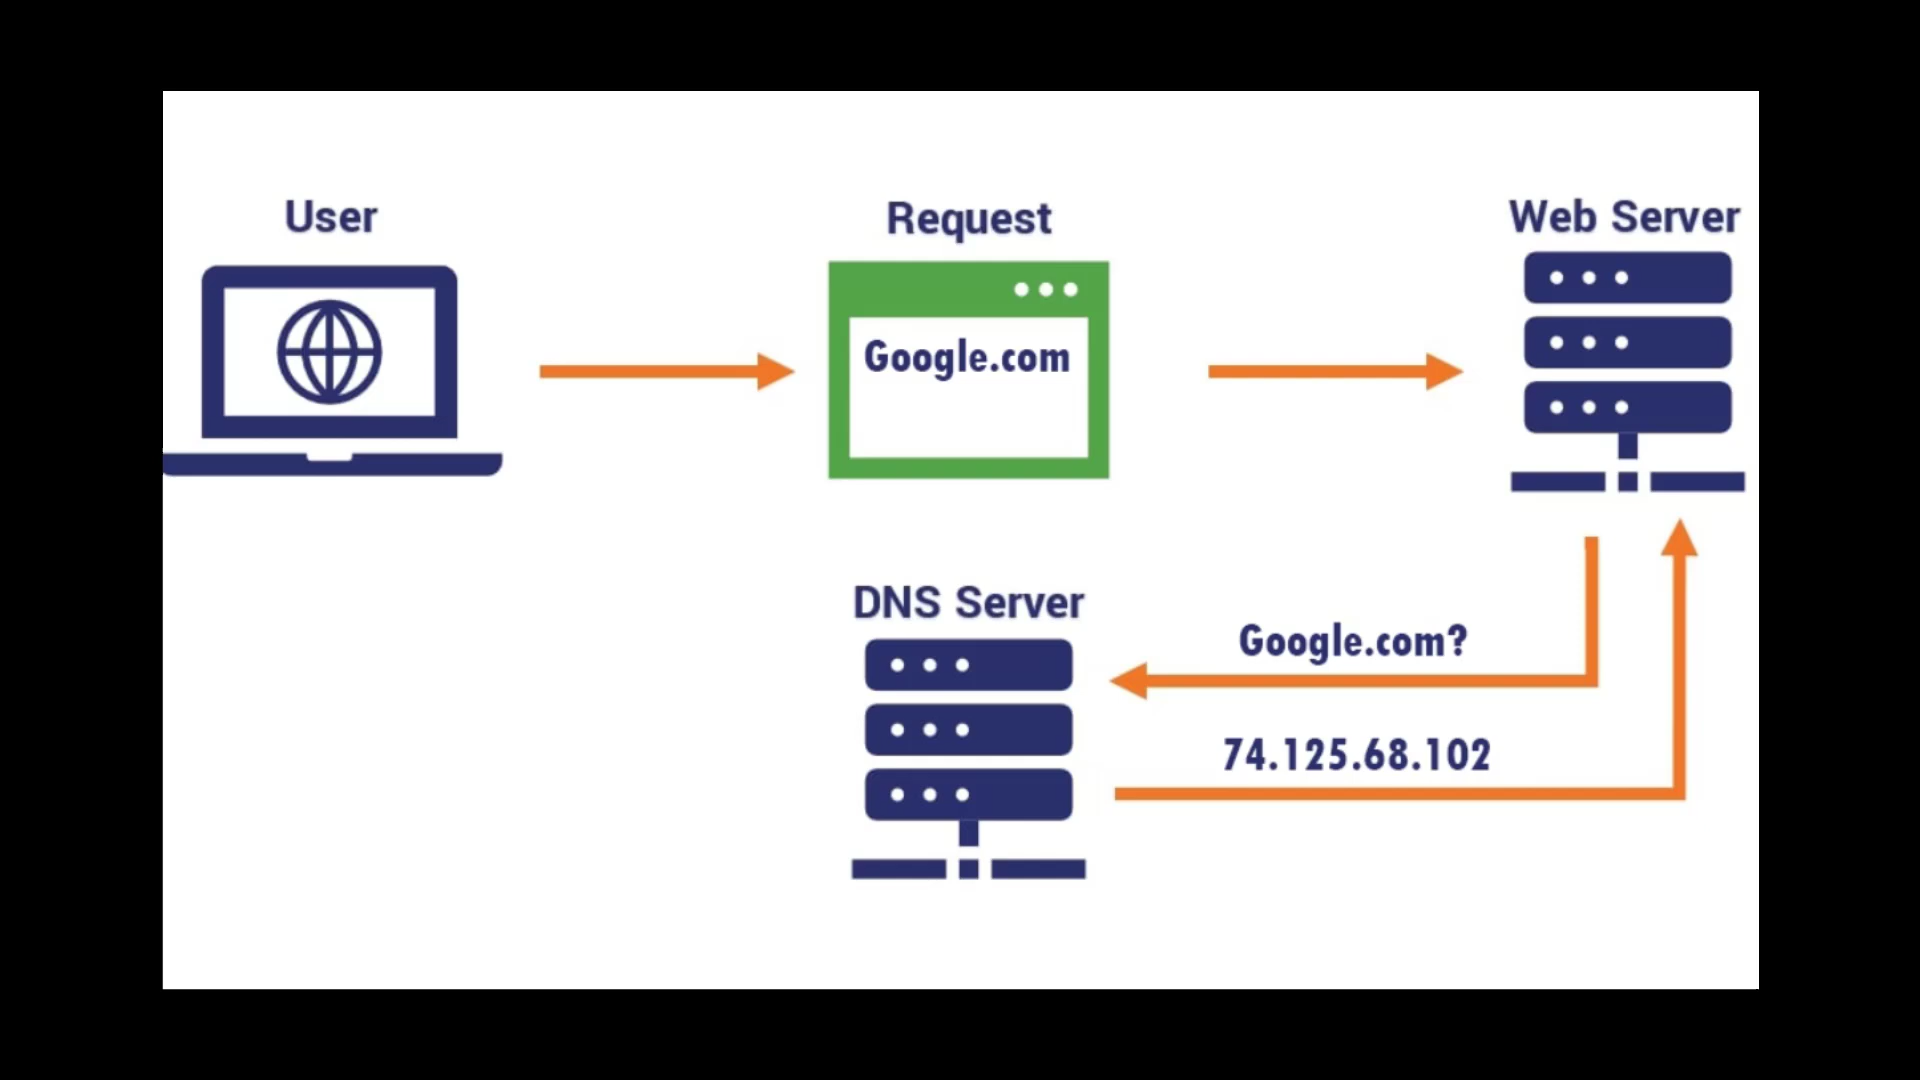 User
Request
Web Server
Google.com
DNS Server
Google.com?
74.125.68.102